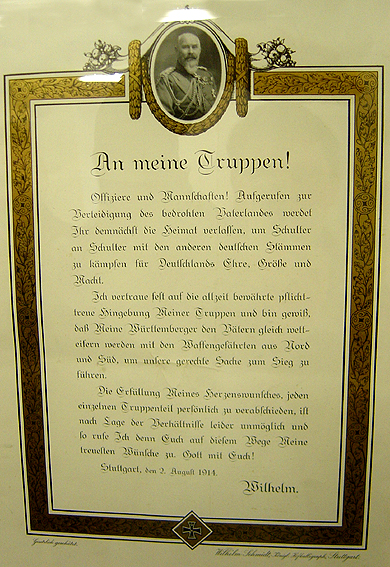 An meine Truppen!
Offiziere und Mannschaften! Aufgerufen zur
Verteidigung des bedrohten Vaterlandes werdet
Ihr demnächst die Heimat verlassen, um Schulter
an Schulter mit den anderen deutschen Stämmen
zu kämpfen für Deutschlands Ehre, Größe und
Macht.
Ich vertraue fest auf die allzeit bewährte pflicht-
treue Hingebung Meiner Truppen und bin gewiß,
daß Meine Württemberger den Vätern gleich wett-
eifern werden mit den Waffengefährten aus Nord
und Süd, um unsere gerechte Sache zum Sieg zu
führen.
Die Erfüllung Meines Herzenswunsches, jeden
einzelnen Truppenteil persönlich zu verabschieden, ist
nach Lage der Verhältnisse leider unmöglich und
so rufe Ich denn Euch auf diesem Wege Meine
treuesten Wünsche zu. Gott mit Euch!
Stuttgart, den 2. August 1914.
Wilhelm.
Gesetzlich geschützt.
Wilhelm Schmidt, Kgl. Hoflithograph, Stuttgart.